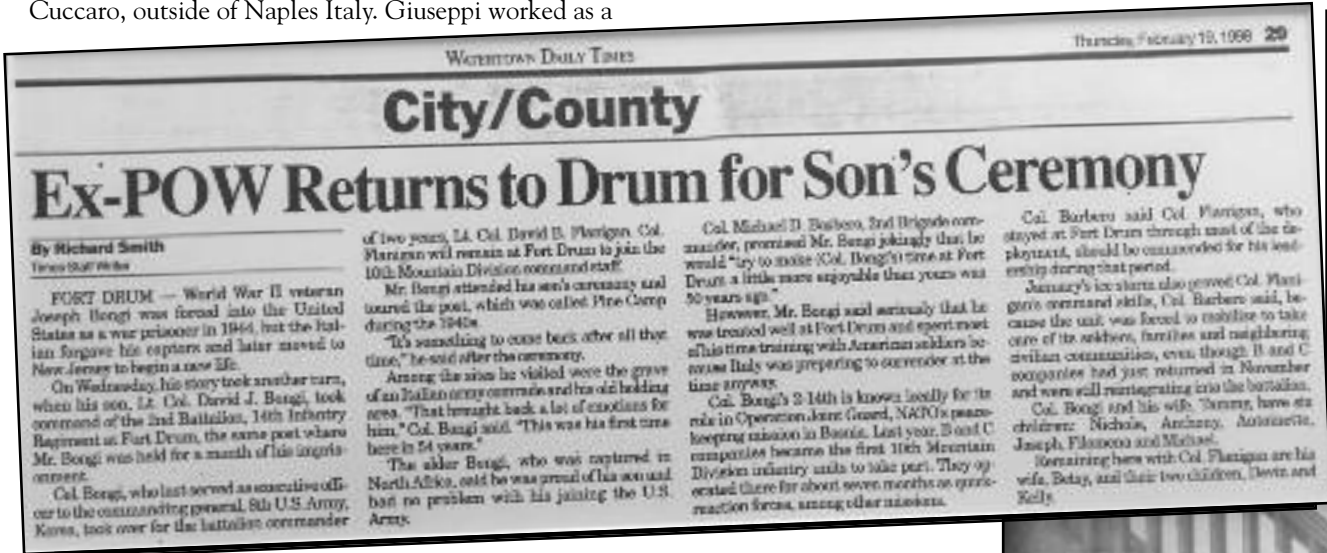 Cuccaro, outside of Naples Italy. Giuseppi worked as a
WATERTOWN DAILY TIMES
Thursday, February 19, 1998 29
City/County
Ex-POW Returns to Drum for Son's Ceremony
By Richard Smith
Times Staff Writer
FORT DRUM — World War II veteran
Joseph Bongi was forced into the United
States as a war prisoner in 1944, but the Ital-
ian forgave his captors and later moved to
New Jersey to begin a new life.
On Wednesday, his story took another turn,
when his son, Lt. Col. David J. Bongi, took
command of the 2nd Battalion, 14th Infantry
Regiment at Fort Drum, the same post where
Mr. Bongi was held for a month of his impris-
onment.
Col. Bongi, who last served as executive offi-
cer to the commanding general, 8th U.S. Army,
Korea, took over for the battalion commander
of two years, Lt. Col. David B. Flanigan. Col.
Flanigan will remain at Fort Drum to join the
10th Mountain Division command staff.
Mr. Bongi attended his son's ceremony and
toured the post, which was called Pine Camp
during the 1940s.
"It's something to come back after all that
time," he said after the ceremony.
Among the sites he visited were the grave
of an Italian army comrade and his old holding
area. "That brought back a lot of emotions for
him," Col. Bongi said. "This was his first time
here in 54 years."
The elder Bongi, who was captured in
North Africa, said he was proud of his son and
had no problem with his joining the U.S.
Army.
Col. Michael D. Barbero, 2nd Brigade com-
mander, promised Mr. Bongi jokingly that he
would "try to make (Col. Bongi's) time at Fort
Drum a little more enjoyable than yours was
50 years ago."
However, Mr. Bongi said seriously that he
was treated well at Fort Drum and spent most
of his time training with American soldiers be-
cause Italy was preparing to surrender at the
time anyway.
Col. Bongi's 2-14th is known locally for its
role in Operation Joint Guard, NATO's peace-
keeping mission in Bosnia. Last year, B and C
companies became the first 10th Mountain
Division infantry units to take part. They op-
erated there for about seven months as quick-
reaction forces, among other missions.
Col. Barbero said Col. Flanigan, who
stayed at Fort Drum through most of the de-
ployment, should be commended for his lead-
ership during that period.
January's ice storm also proved Col. Flani-
gan's command skills, Col. Barbero said, be-
cause the unit was forced to mobilize to take
care of its soldiers, families and neighboring
civilian communities, even though B and C
companies had just returned in November
and were still reintegrating into the battalion.
Col. Bongi and his wife, Tammy, have six
children: Nichole, Anthony, Antoinette,
Joseph, Filomena and Michael.
Remaining here with Col. Flanigan are his
wife, Betsy, and their two children, Devin and
Kelly.